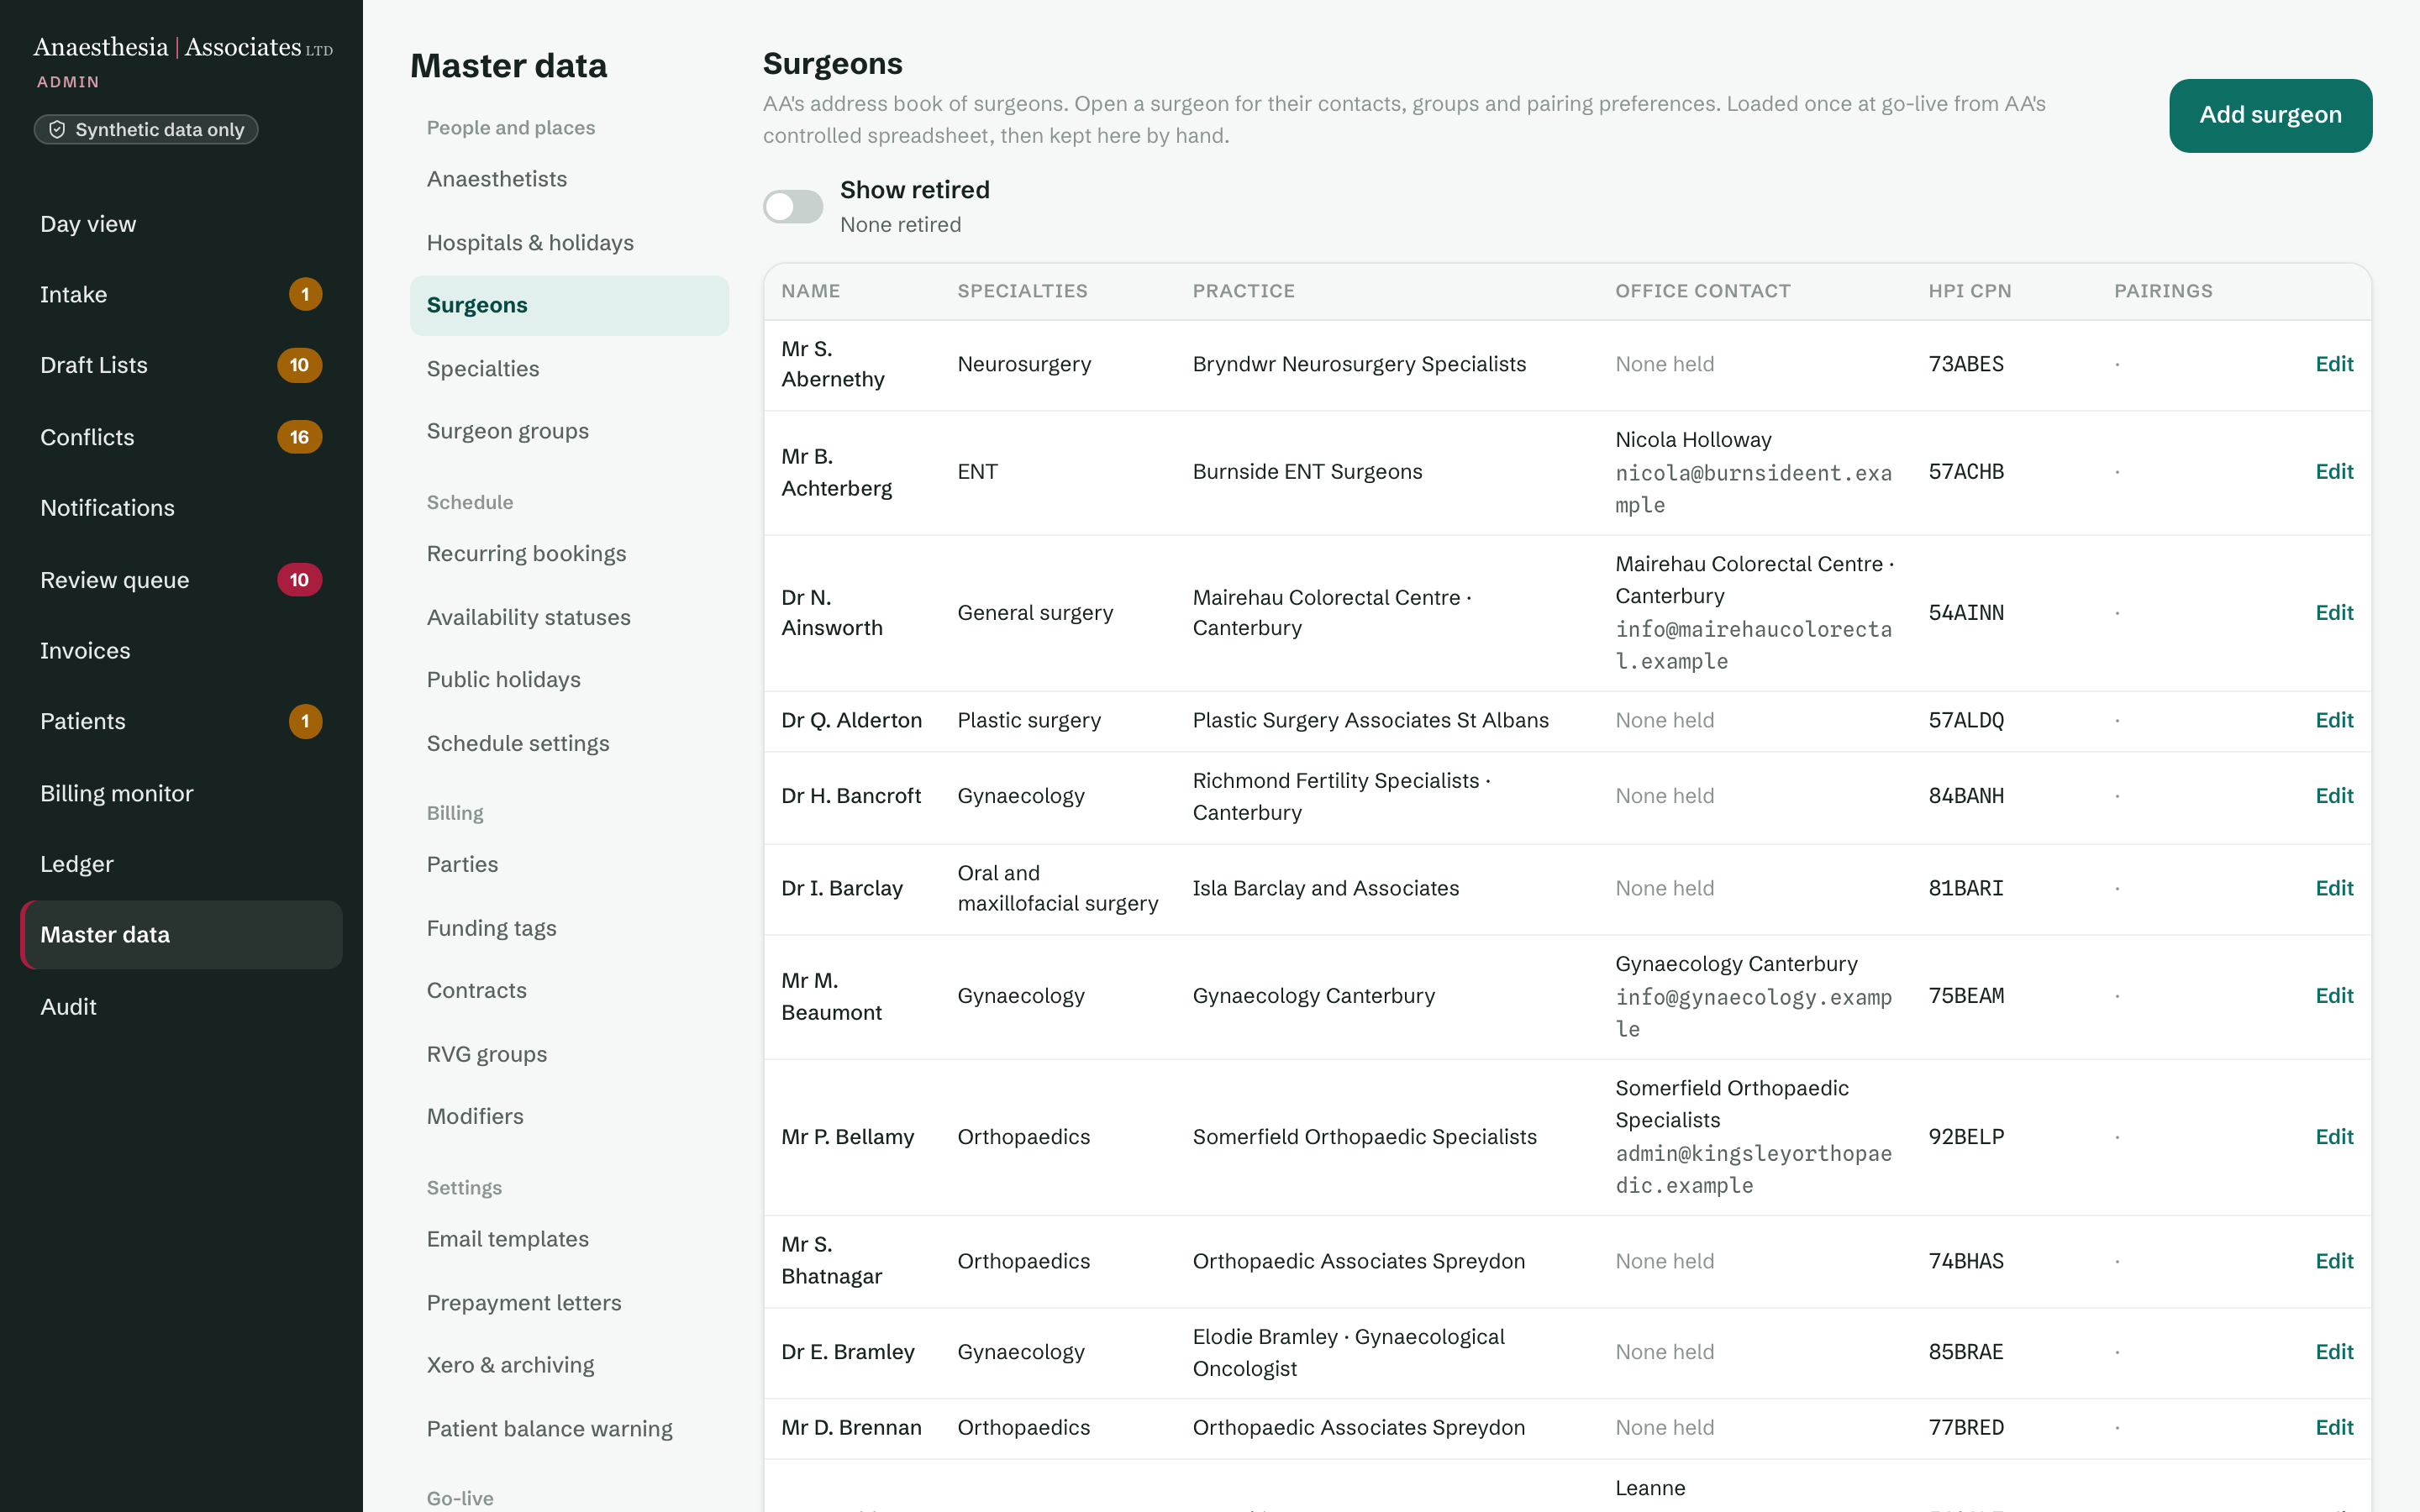 Anaesthesia | Associates LTD
ADMIN
Synthetic data only
Day view
Intake 1
Draft Lists 10
Conflicts 16
Notifications
Review queue 10
Invoices
Patients 1
Billing monitor
Ledger
Master data
Audit
Master data
People and places
Anaesthetists
Hospitals & holidays
Surgeons
Specialties
Surgeon groups
Schedule
Recurring bookings
Availability statuses
Public holidays
Schedule settings
Billing
Parties
Funding tags
Contracts
RVG groups
Modifiers
Settings
Email templates
Prepayment letters
Xero & archiving
Patient balance warning
Go-live
Surgeons
AA's address book of surgeons. Open a surgeon for their contacts, groups and pairing preferences. Loaded once at go-live from AA's
controlled spreadsheet, then kept here by hand.
Add surgeon
Show retired
None retired
NAME SPECIALTIES PRACTICE OFFICE CONTACT HPI CPN PAIRINGS
Mr S.
Abernethy
Neurosurgery
Bryndwr Neurosurgery Specialists
None held
73ABES
·
Edit
Mr B.
Achterberg
ENT
Burnside ENT Surgeons
Nicola Holloway
nicola@burnsideent.exa
mple
57ACHB
·
Edit
Dr N.
Ainsworth
General surgery
Mairehau Colorectal Centre ·
Canterbury
Mairehau Colorectal Centre ·
Canterbury
info@mairehaucolorecta
l.example
54AINN
·
Edit
Dr Q. Alderton
Plastic surgery
Plastic Surgery Associates St Albans
None held
57ALDQ
·
Edit
Dr H. Bancroft
Gynaecology
Richmond Fertility Specialists ·
Canterbury
None held
84BANH
·
Edit
Dr I. Barclay
Oral and
maxillofacial surgery
Isla Barclay and Associates
None held
81BARI
·
Edit
Mr M.
Beaumont
Gynaecology
Gynaecology Canterbury
Gynaecology Canterbury
info@gynaecology.examp
le
75BEAM
·
Edit
Mr P. Bellamy
Orthopaedics
Somerfield Orthopaedic Specialists
Somerfield Orthopaedic
Specialists
admin@kingsleyorthopae
dic.example
92BELP
·
Edit
Mr S.
Bhatnagar
Orthopaedics
Orthopaedic Associates Spreydon
None held
74BHAS
·
Edit
Dr E. Bramley
Gynaecology
Elodie Bramley · Gynaecological
Oncologist
None held
85BRAE
·
Edit
Mr D. Brennan
Orthopaedics
Orthopaedic Associates Spreydon
None held
77BRED
·
Edit
Leanne